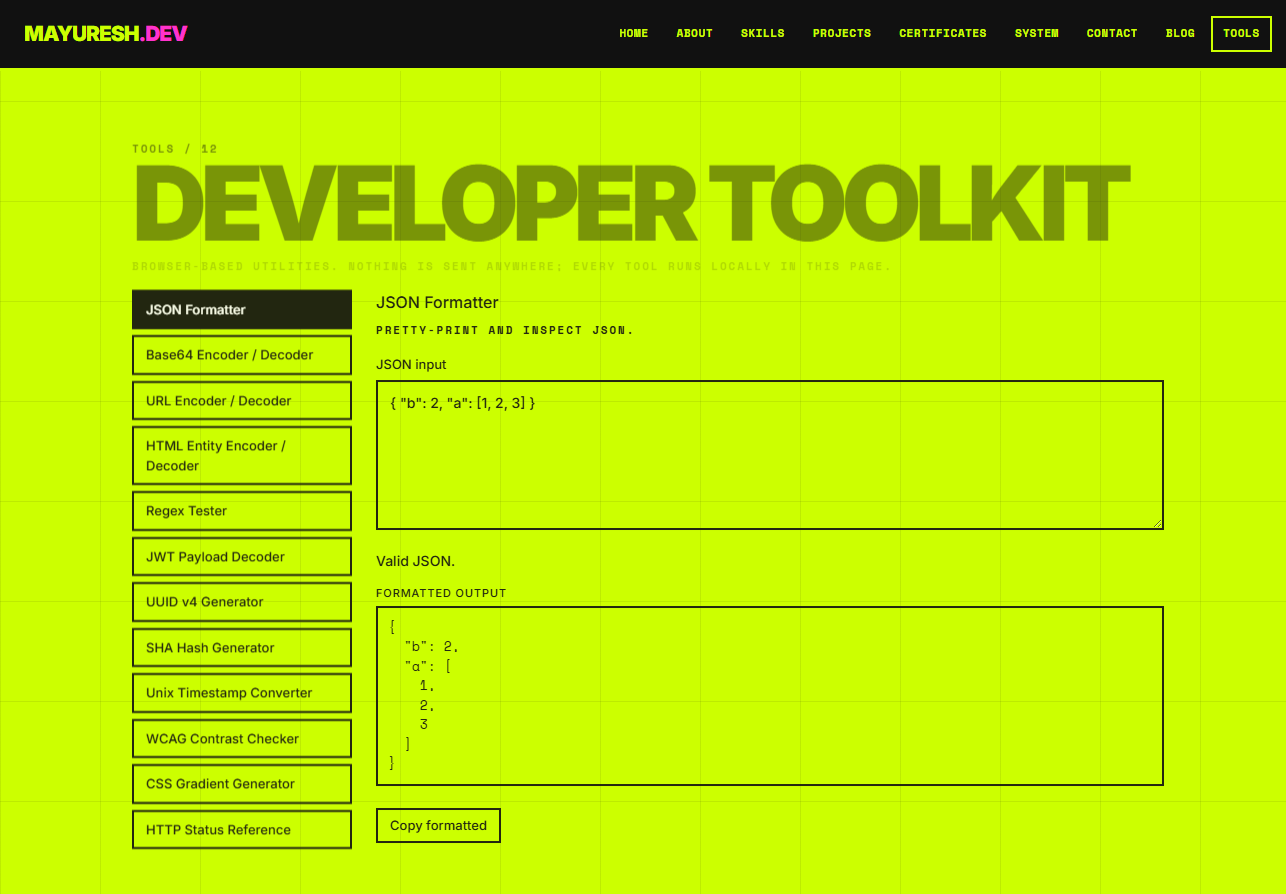 MAYURESH.DEV
HOME ABOUT SKILLS PROJECTS CERTIFICATES SYSTEM CONTACT BLOG TOOLS
TOOLS / 12
DEVELOPER TOOLKIT
BROWSER-BASED UTILITIES. NOTHING IS SENT ANYWHERE; EVERY TOOL RUNS LOCALLY IN THIS PAGE.
JSON Formatter
Base64 Encoder / Decoder
URL Encoder / Decoder
HTML Entity Encoder /
Decoder
Regex Tester
JWT Payload Decoder
UUID v4 Generator
SHA Hash Generator
Unix Timestamp Converter
WCAG Contrast Checker
CSS Gradient Generator
HTTP Status Reference
JSON Formatter
PRETTY-PRINT AND INSPECT JSON.
JSON input
{ "b": 2, "a": [1, 2, 3] }
Valid JSON.
FORMATTED OUTPUT
{
  "b": 2,
  "a": [
    1,
    2,
    3
  ]
}
Copy formatted